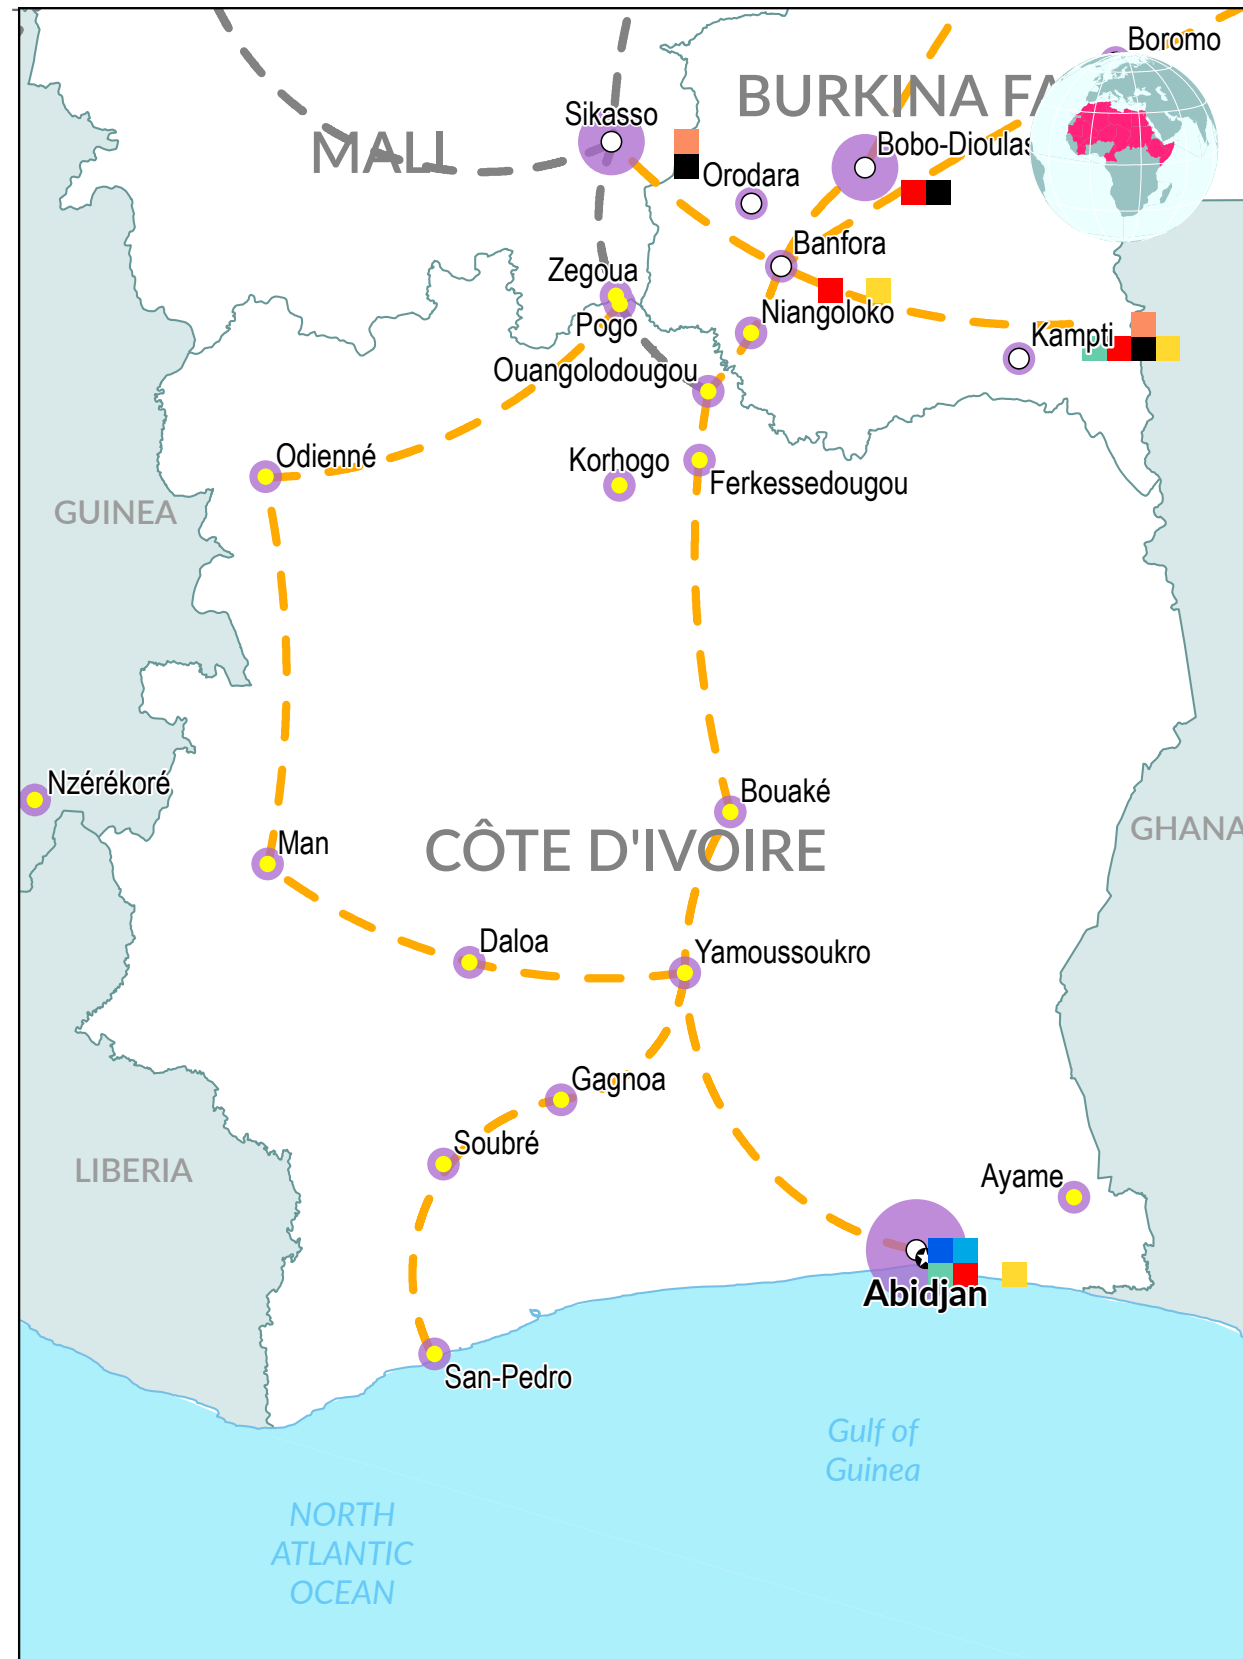 Boromo
BURKINA FA
Sikasso
MALI
Bobo-Dioulas
Orodara
Banfora
Zegoua
Niangoloko
Pogo
Kampti
Ouangolodougou
Odienné
Korhogo
Ferkessedougou
GUINEA
Nzérékoré
Bouaké
Man
CÔTE D'IVOIRE
GHANA
Daloa
Yamoussoukro
Gagnoa
Soubré
LIBERIA
Ayame
Abidjan
San-Pedro
Gulf of
Guinea
NORTH
ATLANTIC
OCEAN